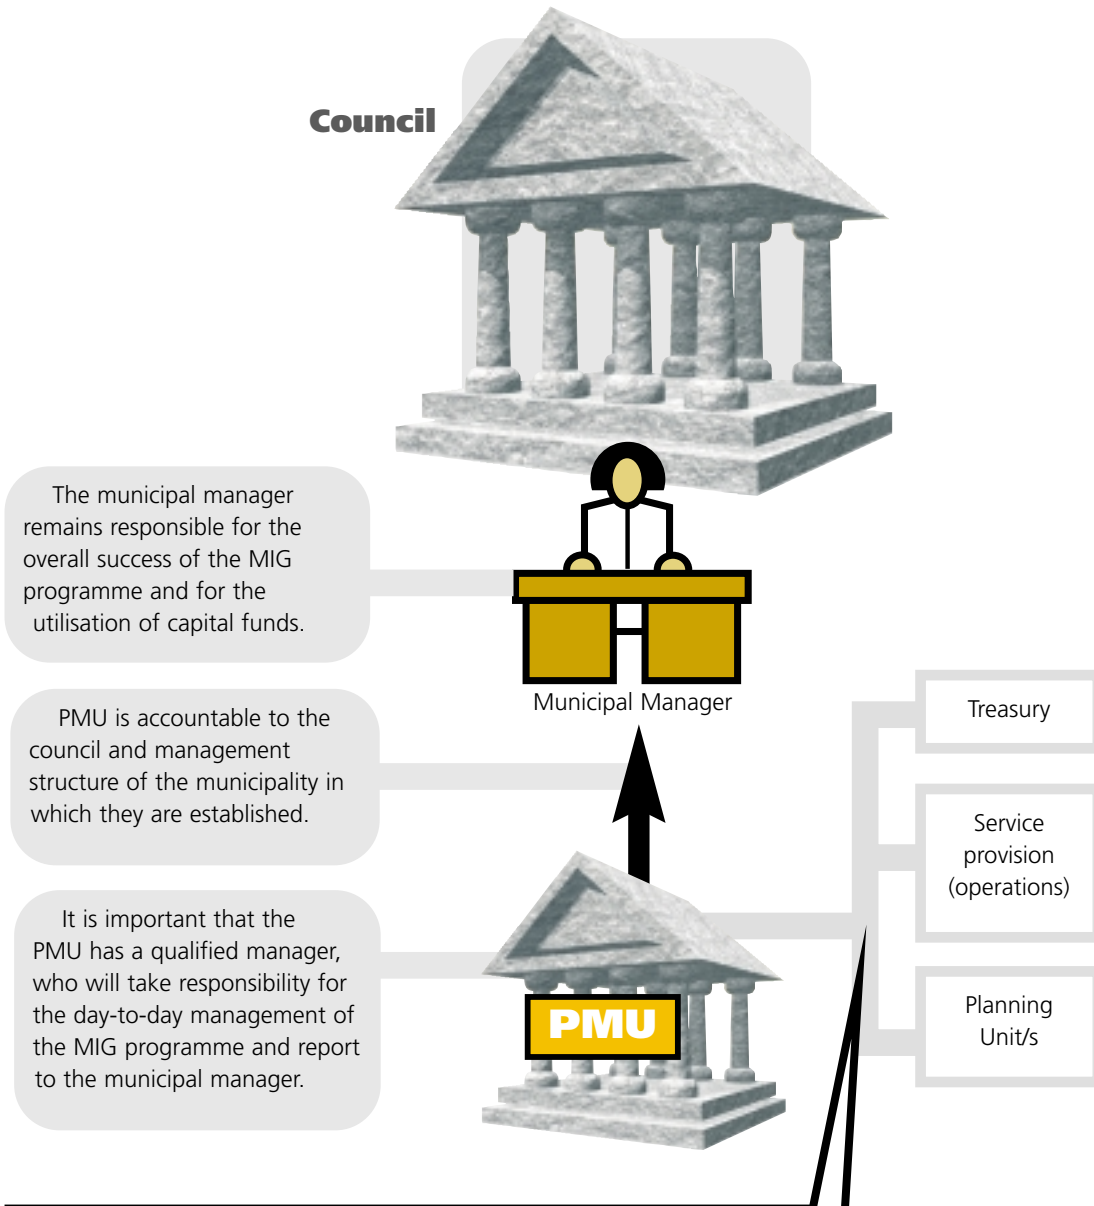 Council
The municipal manager
remains responsible for the
overall success of the MIG
programme and for the
utilisation of capital funds.
Municipal Manager
PMU is accountable to the
council and management
structure of the municipality in
which they are established.
Treasury
Service
provision
(operations)
It is important that the
PMU has a qualified manager,
who will take responsibility for
the day-to-day management of
the MIG programme and report
to the municipal manager.
PMU
Planning
Unit/s